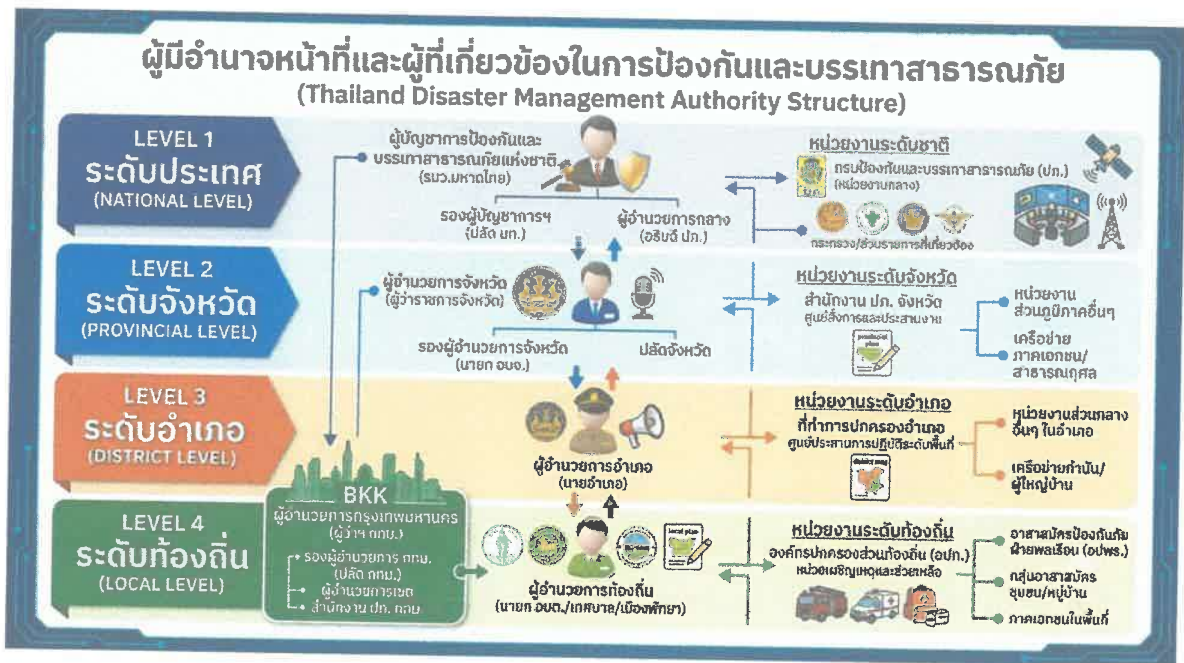 ผู้มีอำนาจหน้าที่และผู้ที่เกี่ยวข้องในการป้องกันและบรรเทาสาธารณภัย
(Thailand Disaster Management Authority Structure)
LEVEL 1
ระดับประเทศ
(NATIONAL LEVEL)
ผู้บัญชาการป้องกันและ
บรรเทาสาธารณภัยแห่งชาติ
(รมว.มหาดไทย)
รองผู้บัญชาการฯ
(ปลัด มท.)
ผู้อำนวยการกลาง
(อธิบดี ปภ.)
หน่วยงานระดับชาติ
กรมป้องกันและบรรเทาสาธารณภัย (ปภ.)
(หน่วยงานกลาง)
กระทรวง/ส่วนราชการที่เกี่ยวข้อง
LEVEL 2
ระดับจังหวัด
(PROVINCIAL LEVEL)
ผู้อำนวยการจังหวัด
(ผู้ว่าราชการจังหวัด)
รองผู้อำนวยการจังหวัด
(นายก อบจ.)
ปลัดจังหวัด
หน่วยงานระดับจังหวัด
สำนักงาน ปภ. จังหวัด
ศูนย์สั่งการและประสานงาน
provincial
plan
หน่วยงาน
ส่วนภูมิภาคอื่นๆ
เครือข่าย
ภาคเอกชน/
สาธารณกุศล
LEVEL 3
ระดับอำเภอ
(DISTRICT LEVEL)
ผู้อำนวยการอำเภอ
(นายอำเภอ)
หน่วยงานระดับอำเภอ
ที่ทำการปกครองอำเภอ
ศูนย์ประสานการปฏิบัติระดับพื้นที่
หน่วยงานส่วนกลาง
อื่นๆ ในอำเภอ
เครือข่ายกำนัน/
ผู้ใหญ่บ้าน
LEVEL 4
ระดับท้องถิ่น
(LOCAL LEVEL)
BKK
ผู้อำนวยการกรุงเทพมหานคร
(ผู้ว่าฯ กทม.)
รองผู้อำนวยการ กทม.
(ปลัด กทม.)
ผู้อำนวยการเขต
สำนักงาน ปภ. กทม
local plan
ผู้อำนวยการท้องถิ่น
(นายก อบต./เทศบาล/เมืองพัทยา)
หน่วยงานระดับท้องถิ่น
องค์กรปกครองส่วนท้องถิ่น (อปท.)
หน่วยเผชิญเหตุและช่วยเหลือ
อาสาสมัครป้องกันภัย
ฝ่ายพลเรือน (อปพร.)
กลุ่มอาสาสมัคร
ชุมชน/หมู่บ้าน
ภาคเอกชนในพื้นที่